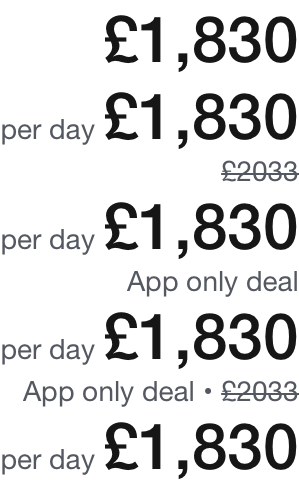 £1,830
per day £1,830
£2033
per day £1,830
App only deal
per day £1,830
App only deal • £2033
per day £1,830